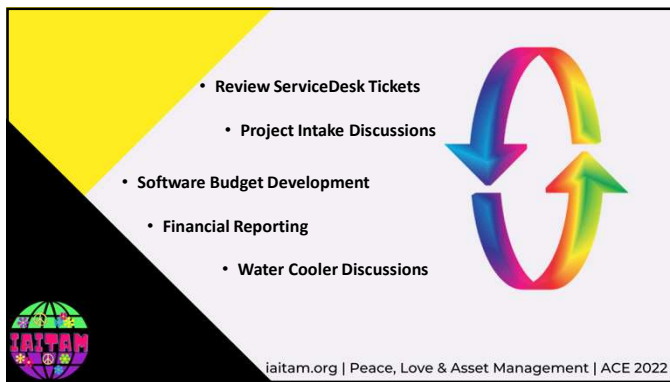 • Review ServiceDesk Tickets
• Project Intake Discussions
• Software Budget Development
• Financial Reporting
• Water Cooler Discussions
IAITAM
iaitam.org | Peace, Love & Asset Management | ACE 2022